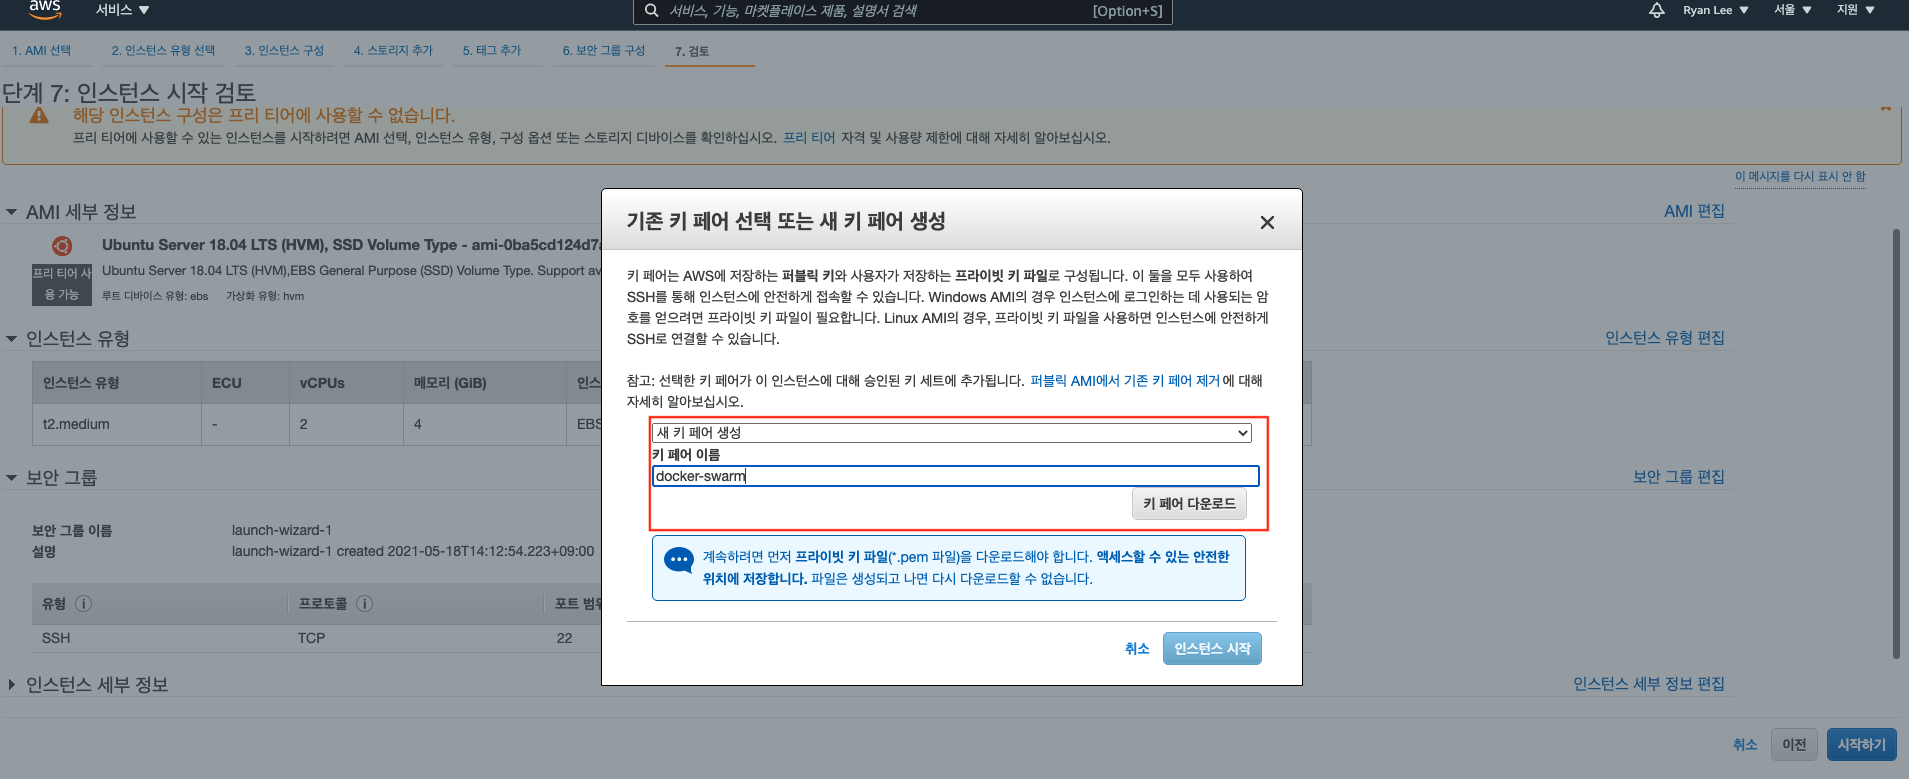 aws
서비스
서비스, 기능, 마켓플레이스 제품, 설명서 검색
[Option+S]
Ryan Lee
서울
지원
1. AMI 선택
2. 인스턴스 유형 선택
3. 인스턴스 구성
4. 스토리지 추가
5. 태그 추가
6. 보안 그룹 구성
7. 검토
단계 7: 인스턴스 시작 검토
해당 인스턴스 구성은 프리 티어에 사용할 수 없습니다.
프리 티어에 사용할 수 있는 인스턴스를 시작하려면 AMI 선택, 인스턴스 유형, 구성 옵션 또는 스토리지 디바이스를 확인하십시오. 프리 티어 자격 및 사용량 제한에 대해 자세히 알아보십시오.
이 메시지를 다시 표시 안 함
AMI 세부 정보
AMI 편집
Ubuntu Server 18.04 LTS (HVM), SSD Volume Type - ami-0ba5cd124d7a
프리 티어 사
용 가능
Ubuntu Server 18.04 LTS (HVM),EBS General Purpose (SSD) Volume Type. Support av
루트 디바이스 유형: ebs 가상화 유형: hvm
인스턴스 유형
인스턴스 유형 편집
인스턴스 유형
ECU
vCPUs
메모리 (GiB)
인스
t2.medium
-
2
4
EBS
보안 그룹
보안 그룹 편집
보안 그룹 이름
launch-wizard-1
설명
launch-wizard-1 created 2021-05-18T14:12:54.223+09:00
유형
프로토콜
포트 범위
SSH
TCP
22
인스턴스 세부 정보
인스턴스 세부 정보 편집
취소
이전
시작하기
기존 키 페어 선택 또는 새 키 페어 생성
키 페어는 AWS에 저장하는 퍼블릭 키와 사용자가 저장하는 프라이빗 키 파일로 구성됩니다. 이 둘을 모두 사용하여
SSH를 통해 인스턴스에 안전하게 접속할 수 있습니다. Windows AMI의 경우 인스턴스에 로그인하는 데 사용되는 암
호를 얻으려면 프라이빗 키 파일이 필요합니다. Linux AMI의 경우, 프라이빗 키 파일을 사용하면 인스턴스에 안전하게
SSH로 연결할 수 있습니다.
참고: 선택한 키 페어가 이 인스턴스에 대해 승인된 키 세트에 추가됩니다. 퍼블릭 AMI에서 기존 키 페어 제거에 대해
자세히 알아보십시오.
새 키 페어 생성
키 페어 이름
docker-swarm
키 페어 다운로드
계속하려면 먼저 프라이빗 키 파일(*.pem 파일)을 다운로드해야 합니다. 액세스할 수 있는 안전한
위치에 저장합니다. 파일은 생성되고 나면 다시 다운로드할 수 없습니다.
취소
인스턴스 시작